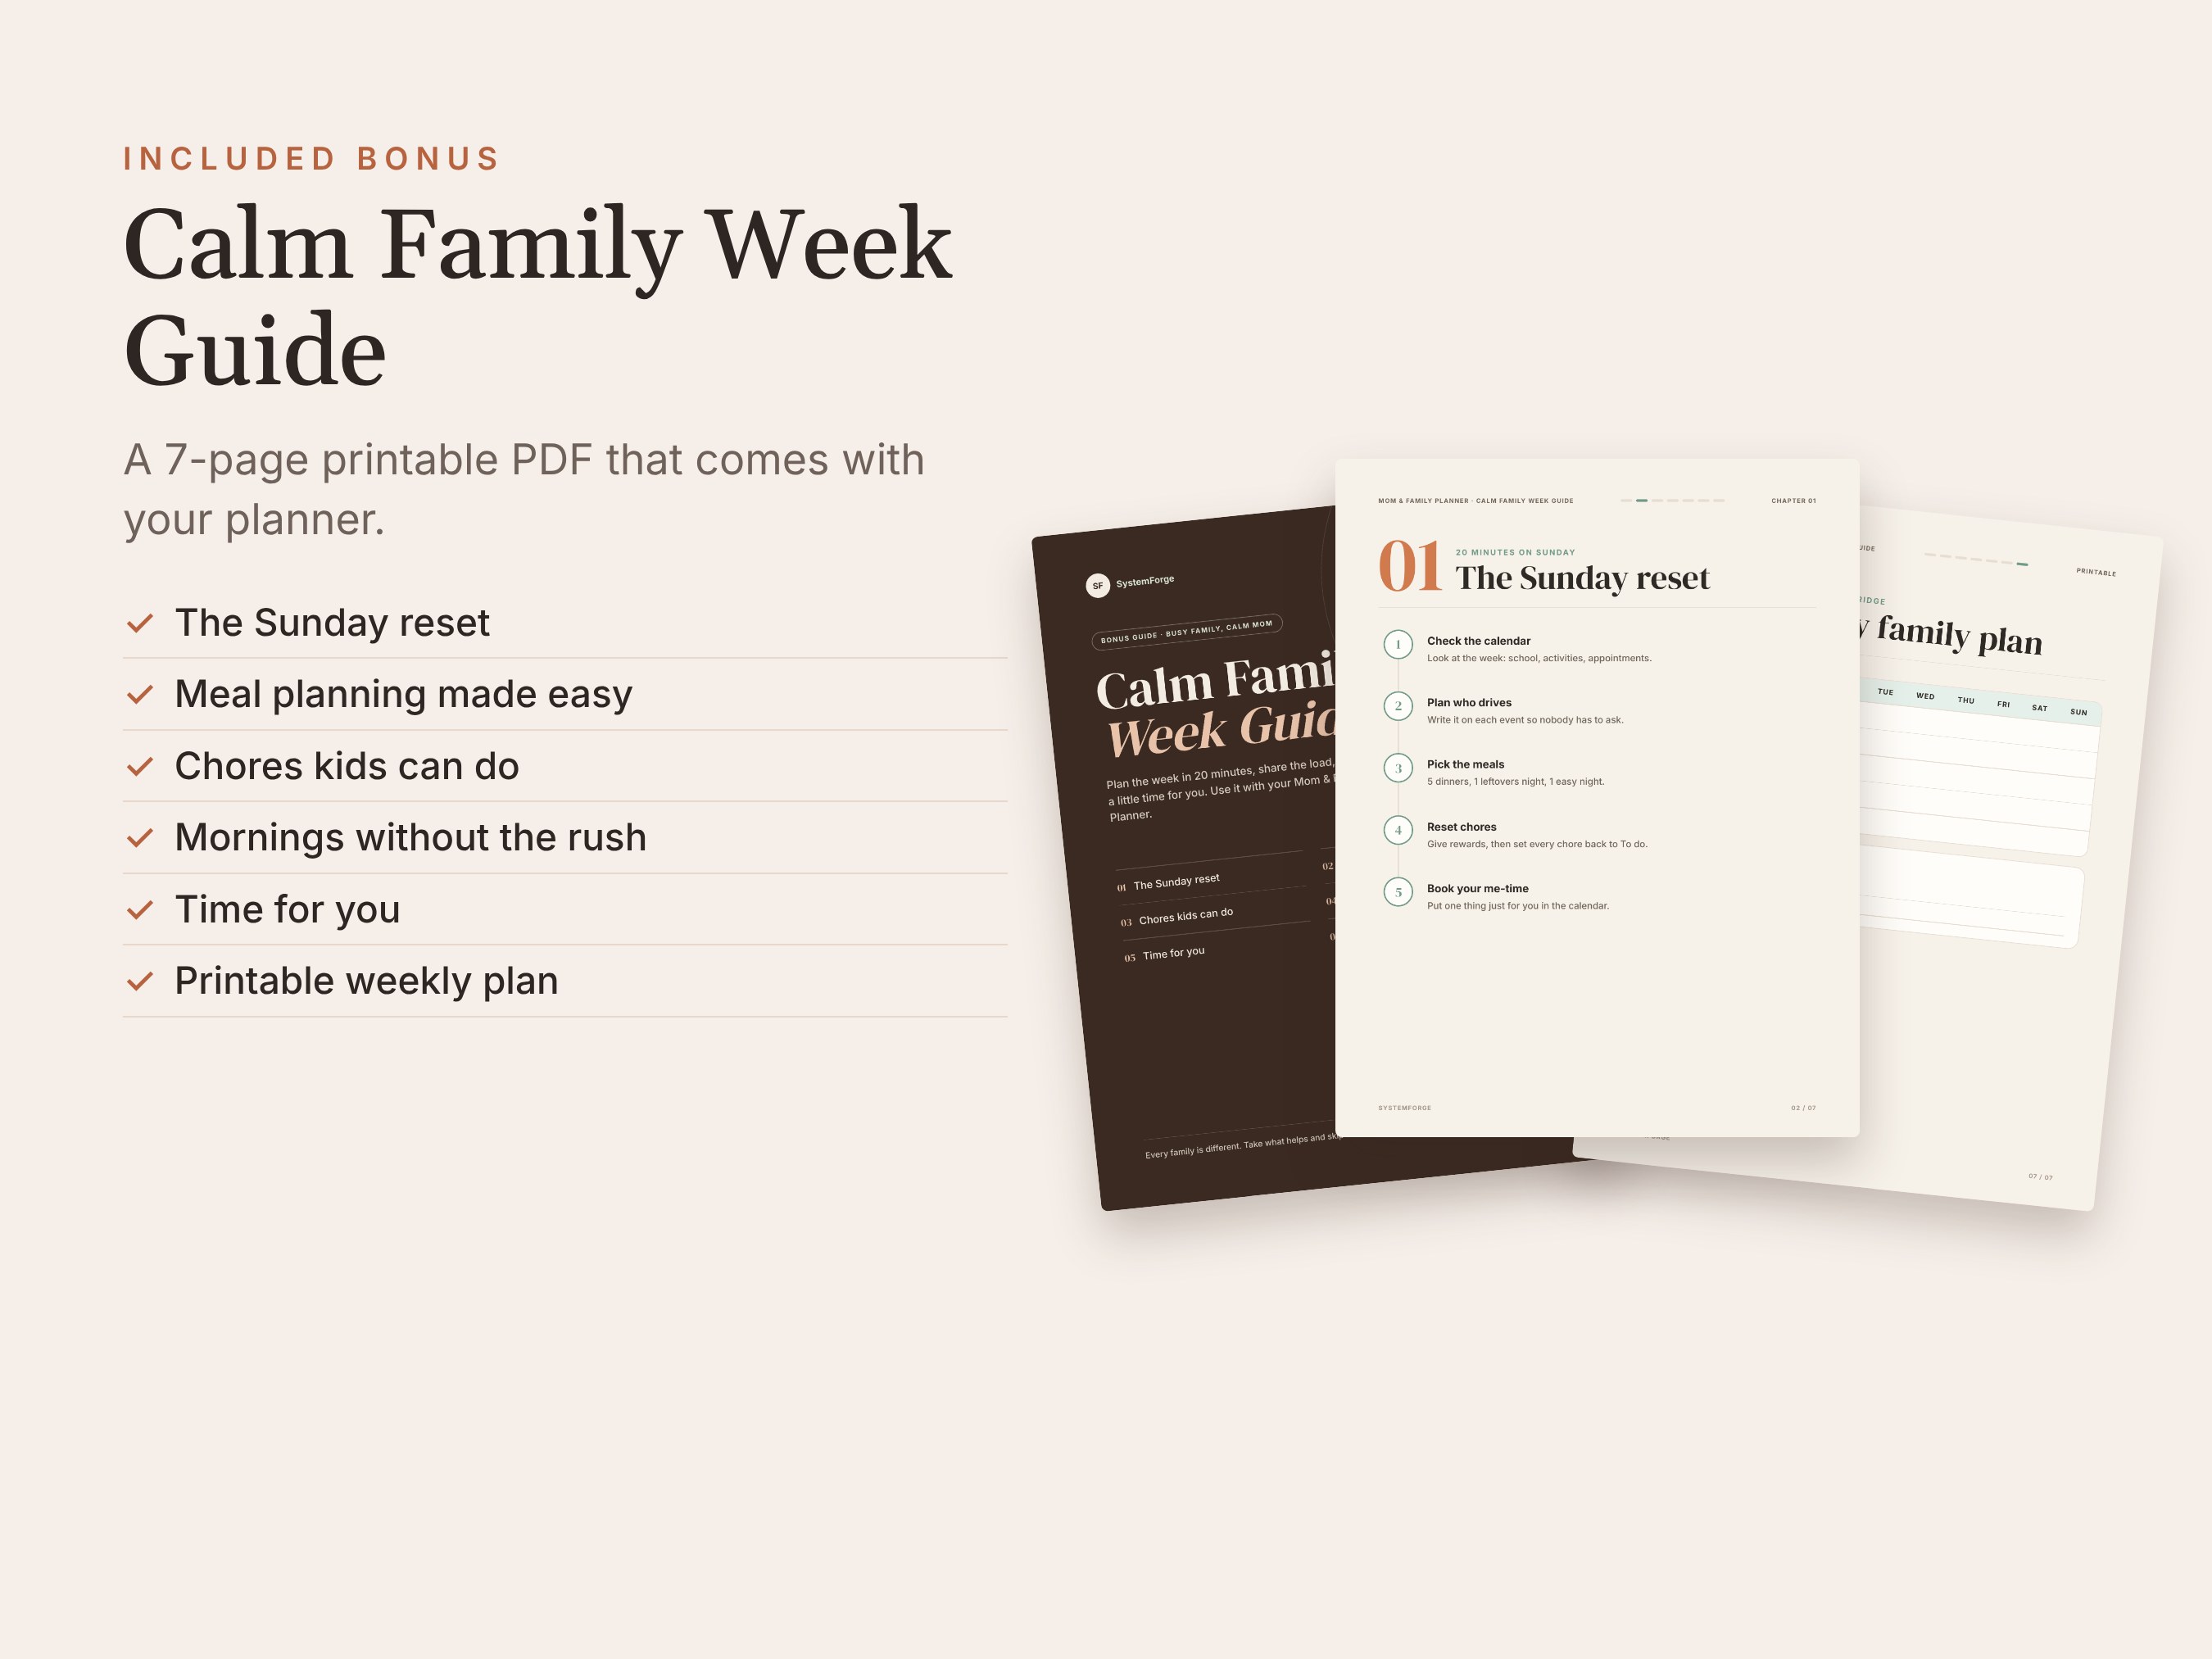 INCLUDED BONUS
Calm Family Week
Guide
A 7-page printable PDF that comes with
your planner.
The Sunday reset
Meal planning made easy
Chores kids can do
Mornings without the rush
Time for you
Printable weekly plan
SF SystemForge
BONUS GUIDE · BUSY FAMILY, CALM MOM
Calm
Week
Plan the week in 20 minutes, share the load,
a little time for you. Use it with your Mom &
Planner.
01 The Sunday reset
02
03 Chores kids can do
05 Time for you
Every family is different. Take what helps and
MOM & FAMILY PLANNER · CALM FAMILY WEEK GUIDE
CHAPTER 01
01
20 MINUTES ON SUNDAY
The Sunday reset
1 Check the calendar
Look at the week: school, activities, appointments.
2 Plan who drives
Write it on each event so nobody has to ask.
3 Pick the meals
5 dinners, 1 leftovers night, 1 easy night.
4 Reset chores
Give rewards, then set every chore back to To do.
5 Book your me-time
Put one thing just for you in the calendar.
SYSTEMFORGE
02 / 07
PRINTABLE
family plan
TUE WED THU FRI SAT SUN
07 / 07